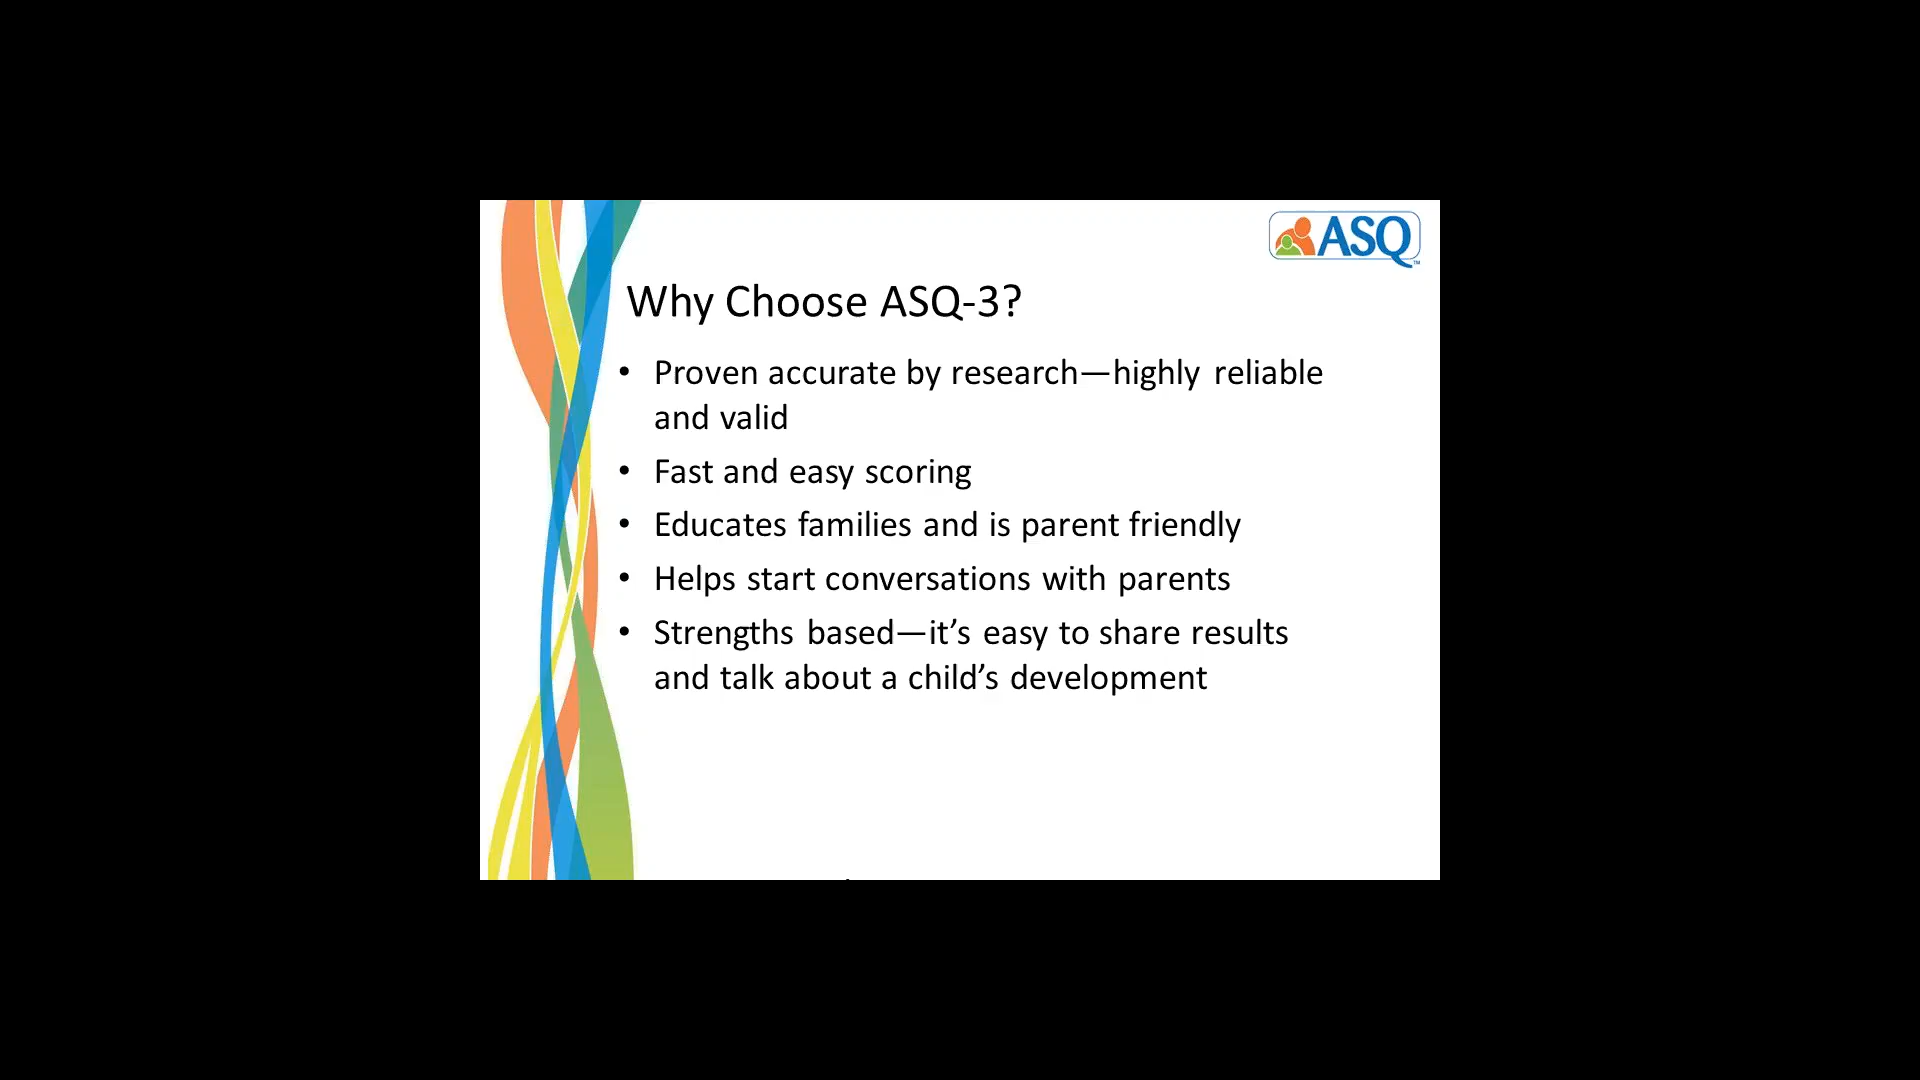 ASQ™
Why Choose ASQ-3?
• Proven accurate by research—highly reliable
and valid
• Fast and easy scoring
• Educates families and is parent friendly
• Helps start conversations with parents
• Strengths based—it’s easy to share results
and talk about a child’s development